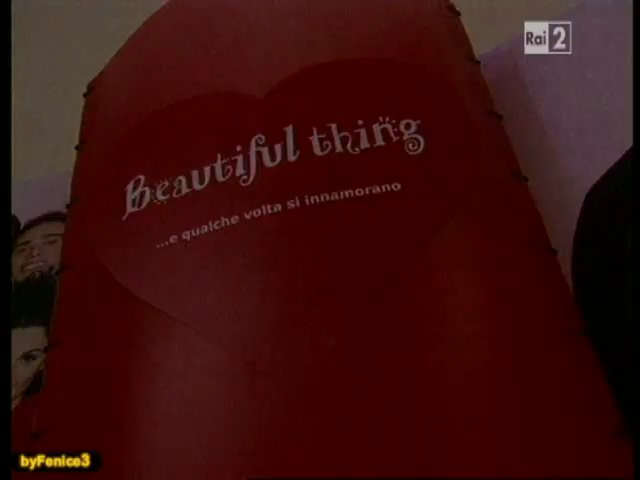 Rai 2
Beautiful thing
...e qualche volta si innamorano
byFenice3